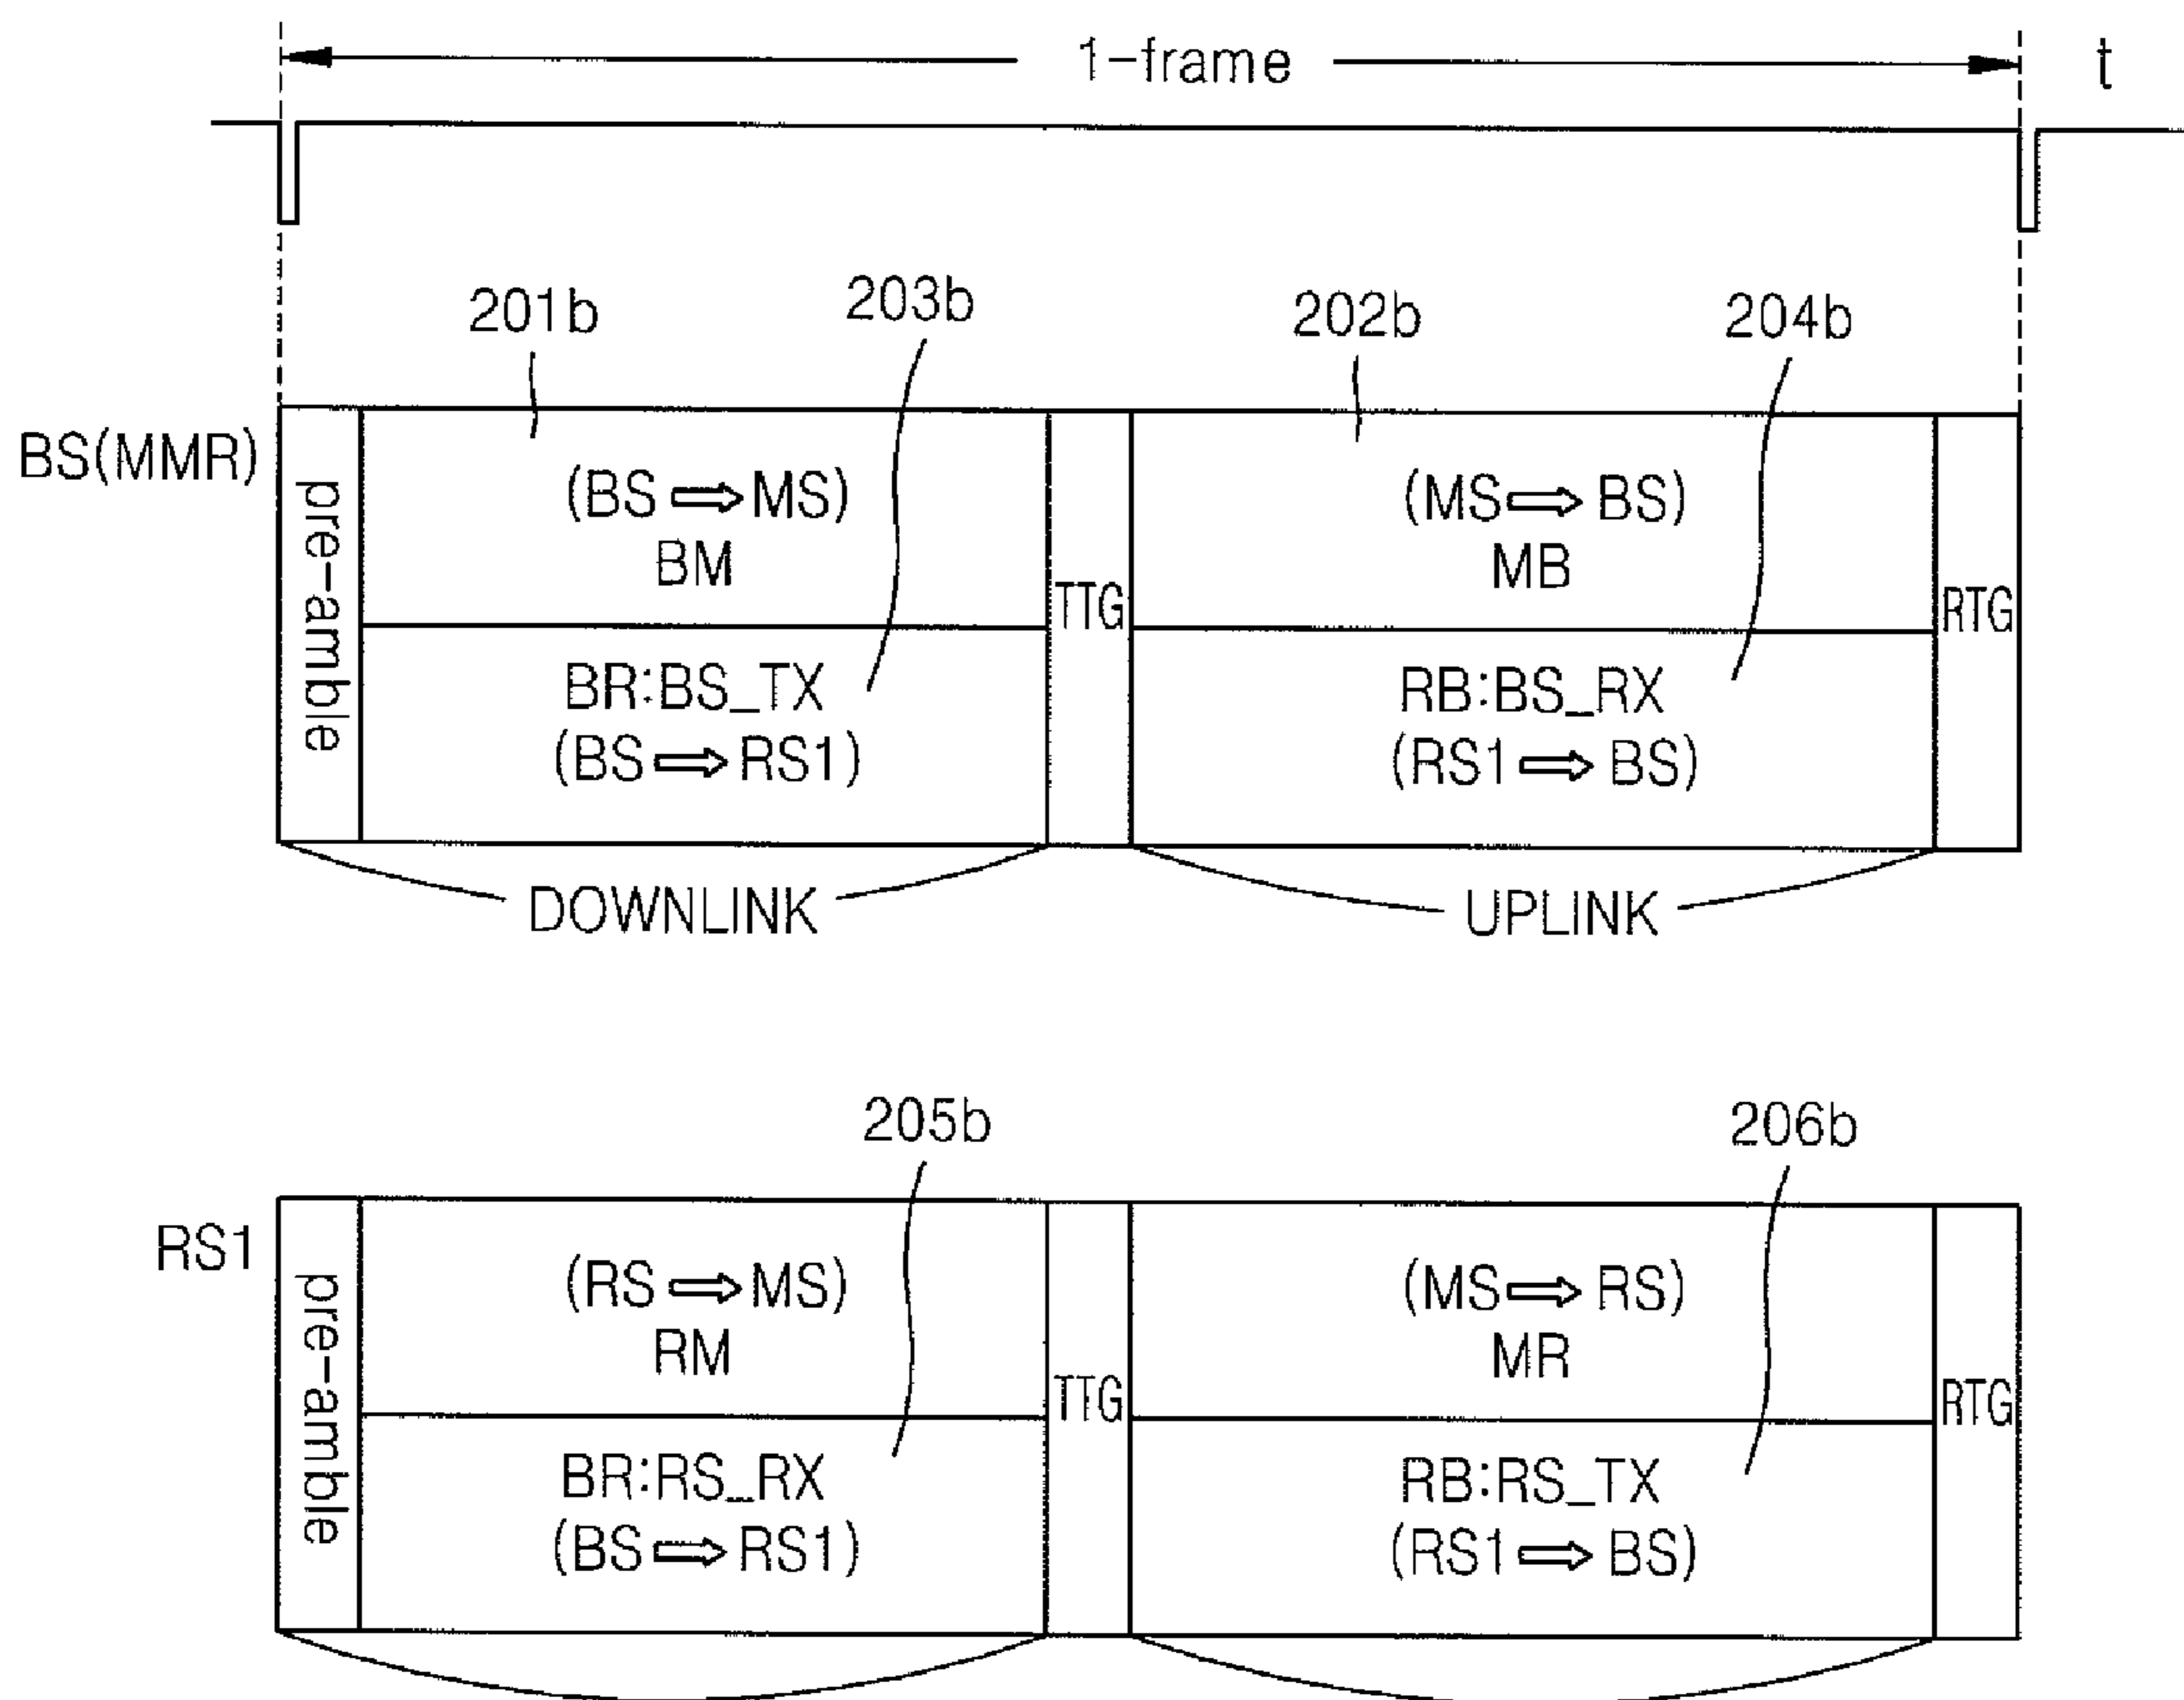 1-frame
t
201b
203b
202b
204b
BS(MMR)
pre-amble
(BS ⇒ MS)
BM
BR:BS_TX
(BS ⇒ RS1)
TTG
(MS ⇒ BS)
MB
RB:BS_RX
(RS1 ⇒ BS)
RTG
DOWNLINK
UPLINK
205b
206b
RS1
pre-amble
(RS ⇒ MS)
RM
BR:RS_RX
(BS ⇒ RS1)
TTG
(MS ⇒ RS)
MR
RB:RS_TX
(RS1 ⇒ BS)
RTG